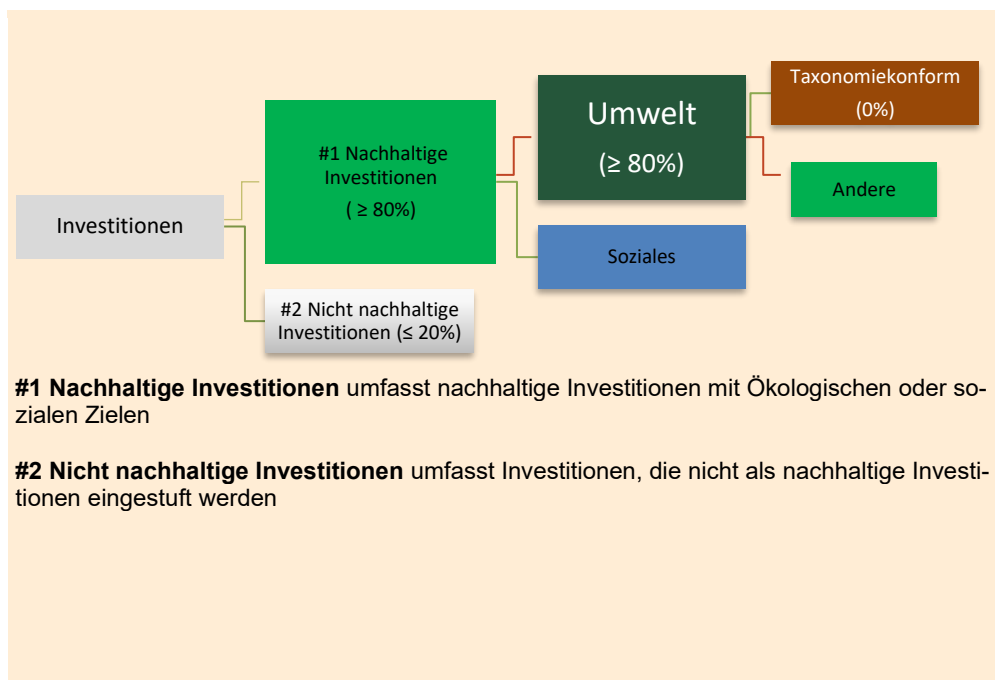 Investitionen
#1 Nachhaltige
Investitionen
( ≥ 80%)
#2 Nicht nachhaltige
Investitionen (≤ 20%)
Umwelt
(≥ 80%)
Soziales
Taxonomiekonform
(0%)
Andere
#1 Nachhaltige Investitionen umfasst nachhaltige Investitionen mit Ökologischen oder so-
zialen Zielen
#2 Nicht nachhaltige Investitionen umfasst Investitionen, die nicht als nachhaltige Investi-
tionen eingestuft werden